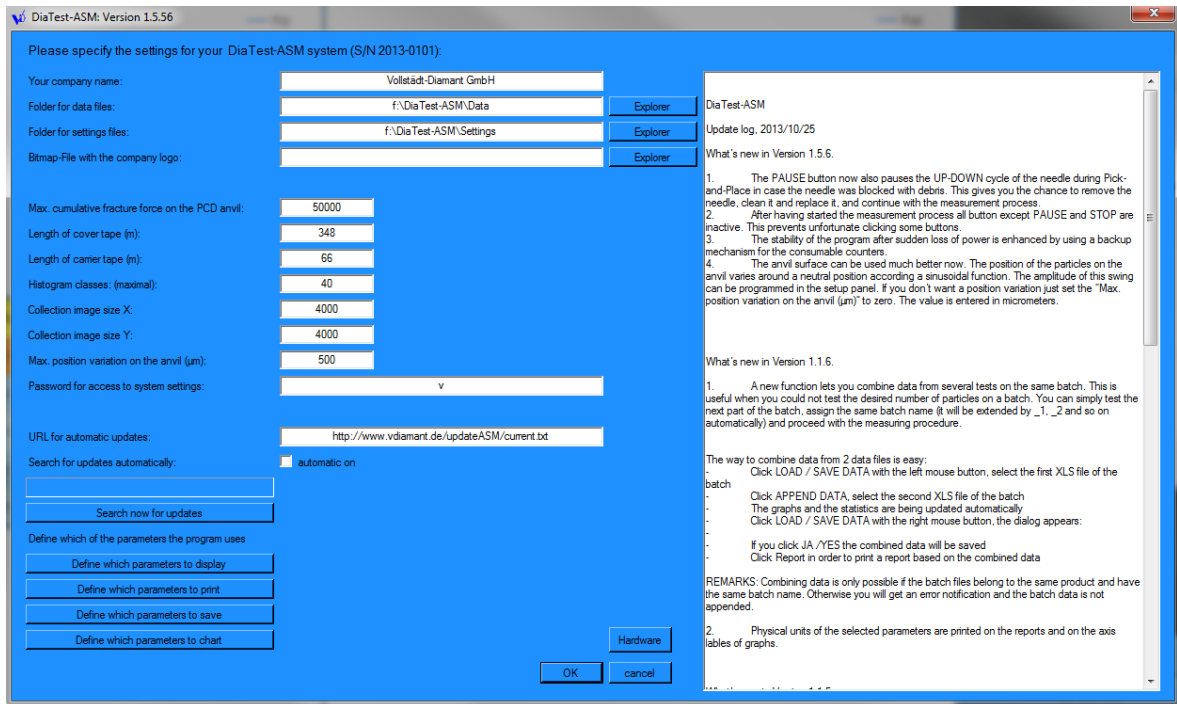 DiaTest-ASM: Version 1.5.56
Please specify the settings for your DiaTest-ASM system (S/N 2013-0101):
Your company name:
Vollstädt-Diamant GmbH
Folder for data files:
f:\DiaTest-ASM\Data
Explorer
Folder for settings files:
f:\DiaTest-ASM\Settings
Explorer
Bitmap-File with the company logo:
Explorer
Max. cumulative fracture force on the PCD anvil:
50000
Length of cover tape (m):
348
Length of carrier tape (m):
66
Histogram classes: (maximal):
40
Collection image size X:
4000
Collection image size Y:
4000
Max. position variation on the anvil (µm):
500
Password for access to system settings:
v
URL for automatic updates:
http://www.vdiamant.de/updateASM/current.txt
Search for updates automatically:
automatic on
Search now for updates
Define which of the parameters the program uses
Define which parameters to display
Define which parameters to print
Define which parameters to save
Define which parameters to chart
Hardware
OK
cancel
DiaTest-ASM
Update log, 2013/10/25
What's new in Version 1.5.6.
1. The PAUSE button now also pauses the UP-DOWN cycle of the needle during Pick-
and-Place in case the needle was blocked with debris. This gives you the chance to remove the
needle, clean it and replace it, and continue with the measurement process.
2. After having started the measurement process all button except PAUSE and STOP are
inactive. This prevents unfortunate clicking some buttons.
3. The stability of the program after sudden loss of power is enhanced by using a backup
mechanism for the consumable counters.
4. The anvil surface can be used much better now. The position of the particles on the
anvil varies around a neutral position according a sinusoidal function. The amplitude of this swing
can be programmed in the setup panel. If you don't want a position variation just set the "Max.
position variation on the anvil (µm)" to zero. The value is entered in micrometers.
What's new in Version 1.1.6.
1. A new function lets you combine data from several tests on the same batch. This is
useful when you could not test the desired number of particles on a batch. You can simply test the
next part of the batch, assign the same batch name (it will be extended by _1, _2 and so on
automatically) and proceed with the measuring procedure.
The way to combine data from 2 data files is easy:
- Click LOAD / SAVE DATA with the left mouse button, select the first XLS file of the
batch
- Click APPEND DATA, select the second XLS file of the batch
- The graphs and the statistics are being updated automatically
- Click LOAD / SAVE DATA with the right mouse button, the dialog appears:
-
- If you click JA /YES the combined data will be saved
- Click Report in order to print a report based on the combined data
REMARKS: Combining data is only possible if the batch files belong to the same product and have
the same batch name. Otherwise you will get an error notification and the batch data is not
appended.
2. Physical units of the selected parameters are printed on the reports and on the axis
lables of graphs.